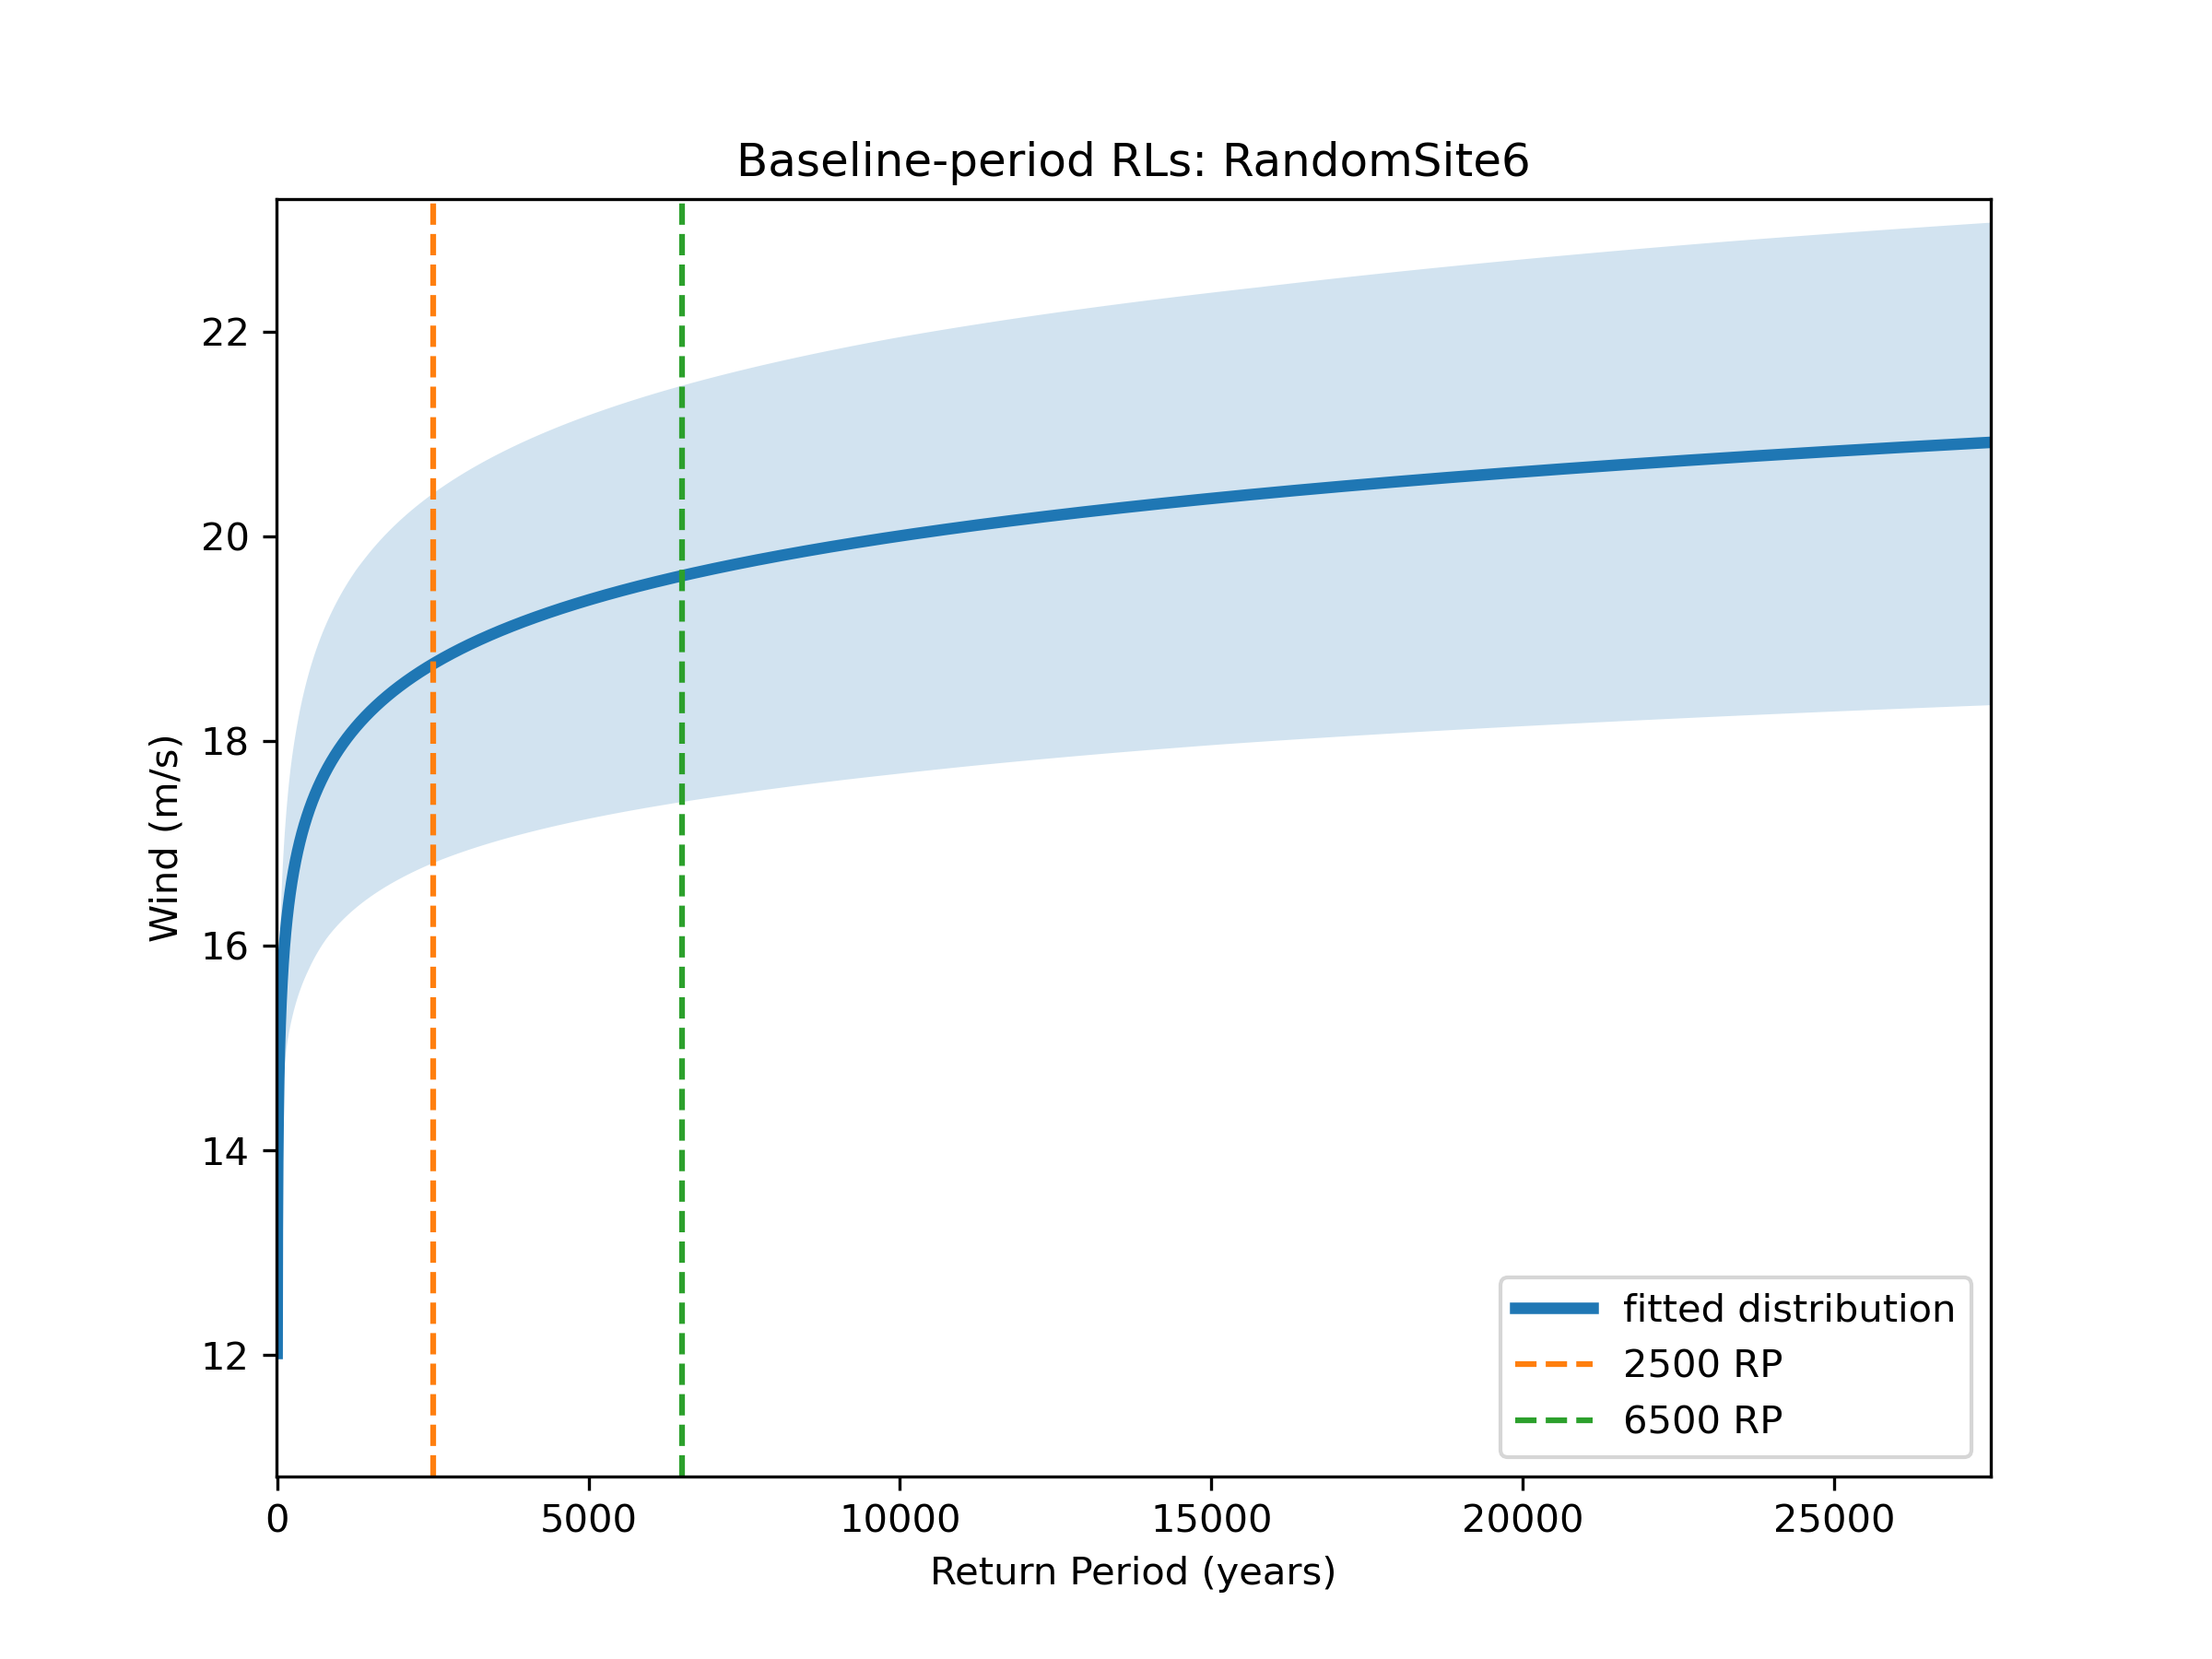 Baseline-period RLs: RandomSite6
22
20
18
16
14
12
Wind (m/s)
0 5000 10000 15000 20000 25000
Return Period (years)
fitted distribution
2500 RP
6500 RP